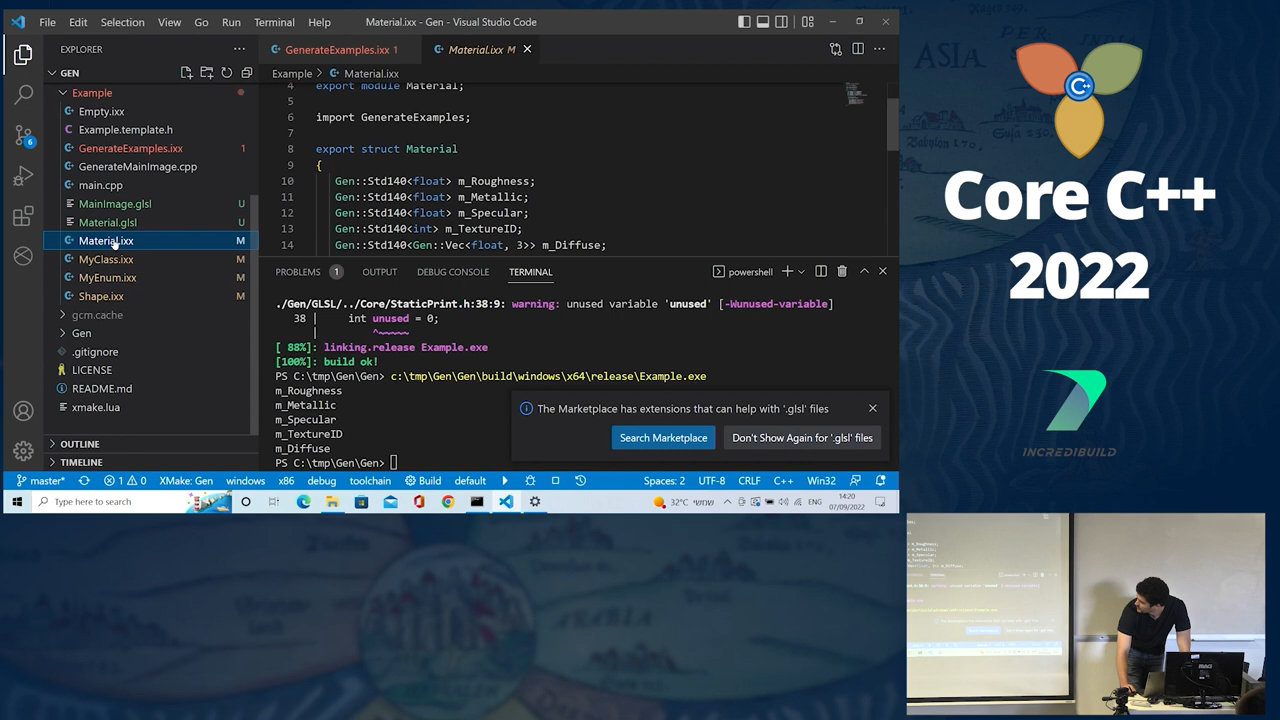 File Edit Selection View Go Run Terminal Help
Material.ixx - Gen - Visual Studio Code
EXPLORER
GEN
Example
Empty.ixx
Example.template.h
GenerateExamples.ixx 1
GenerateMainImage.cpp
main.cpp
MainImage.glsl U
Material.glsl U
Material.ixx M
MyClass.ixx M
MyEnum.ixx M
Shape.ixx M
gcm.cache
Gen
.gitignore
LICENSE
README.md
xmake.lua
OUTLINE
TIMELINE
6
GenerateExamples.ixx 1
Material.ixx M
Example > Material.ixx
4 export module Material;
5
6 import GenerateExamples;
7
8 export struct Material
9 {
10 Gen::Std140<float> m_Roughness;
11 Gen::Std140<float> m_Metallic;
12 Gen::Std140<float> m_Specular;
13 Gen::Std140<int> m_TextureID;
14 Gen::Std140<Gen::Vec<float, 3>> m_Diffuse;
PROBLEMS 1 OUTPUT DEBUG CONSOLE TERMINAL
powershell
./Gen/GLSL/../Core/StaticPrint.h:38:9: warning: unused variable 'unused' [-Wunused-variable]
38 | int unused = 0;
| ^~~~~~
[ 88%]: linking.release Example.exe
[100%]: build ok!
PS C:\tmp\Gen\Gen> c:\tmp\Gen\Gen\build\windows\x64\release\Example.exe
m_Roughness
m_Metallic
m_Specular
m_TextureID
m_Diffuse
PS C:\tmp\Gen\Gen>
The Marketplace has extensions that can help with '.glsl' files
Search Marketplace
Don't Show Again for '.glsl' files
master* 1 0 XMake: Gen windows x86 debug toolchain Build default
Spaces: 2 UTF-8 CRLF C++ Win32
Type here to search
32°C שמשי ENG
14:20
07/09/2022
C++
Core C++
2022
INCREDIBUILD
ASIA
PER
INDIA
ARABIA